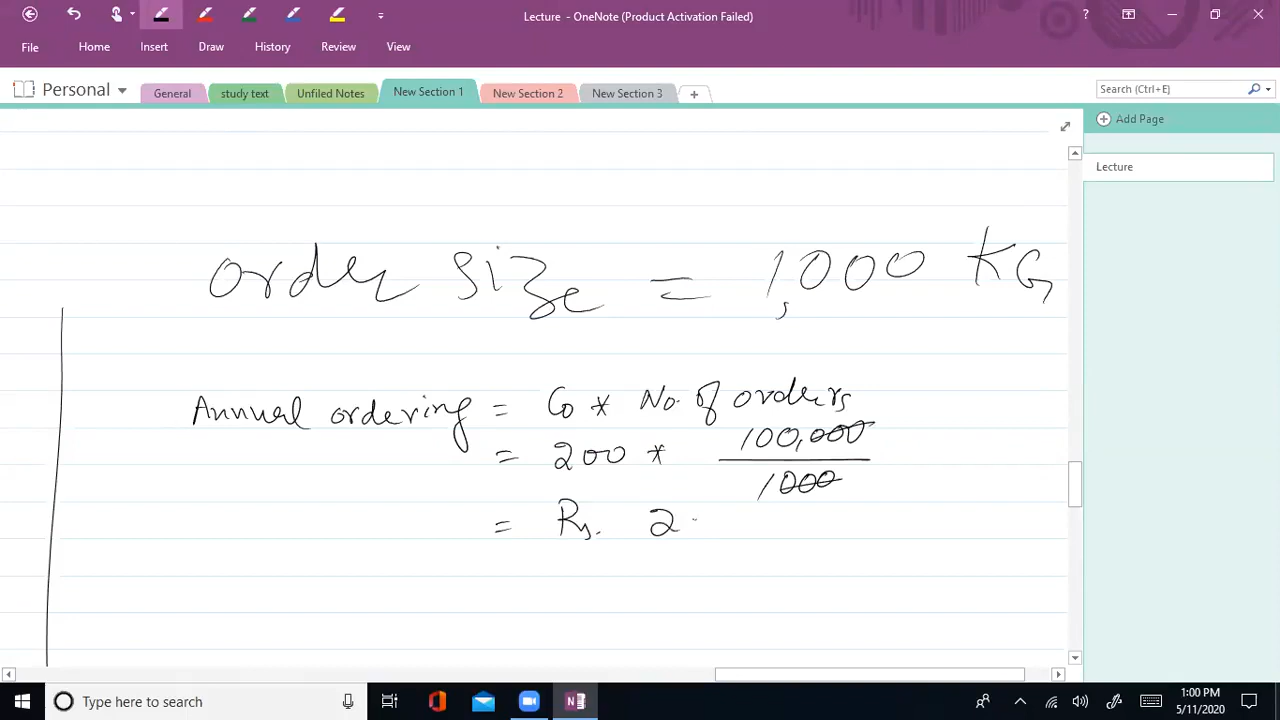 Lecture - OneNote (Product Activation Failed)
File Home Insert Draw History Review View
Personal General study text Unfiled Notes New Section 1 New Section 2 New Section 3 Search (Ctrl+E)
Add Page
Lecture
order size = 1,000 KG
Annual ordering = Co * No. of orders
= 200 * 100,000
1000
= Rs. 2
Type here to search
1:00 PM
5/11/2020